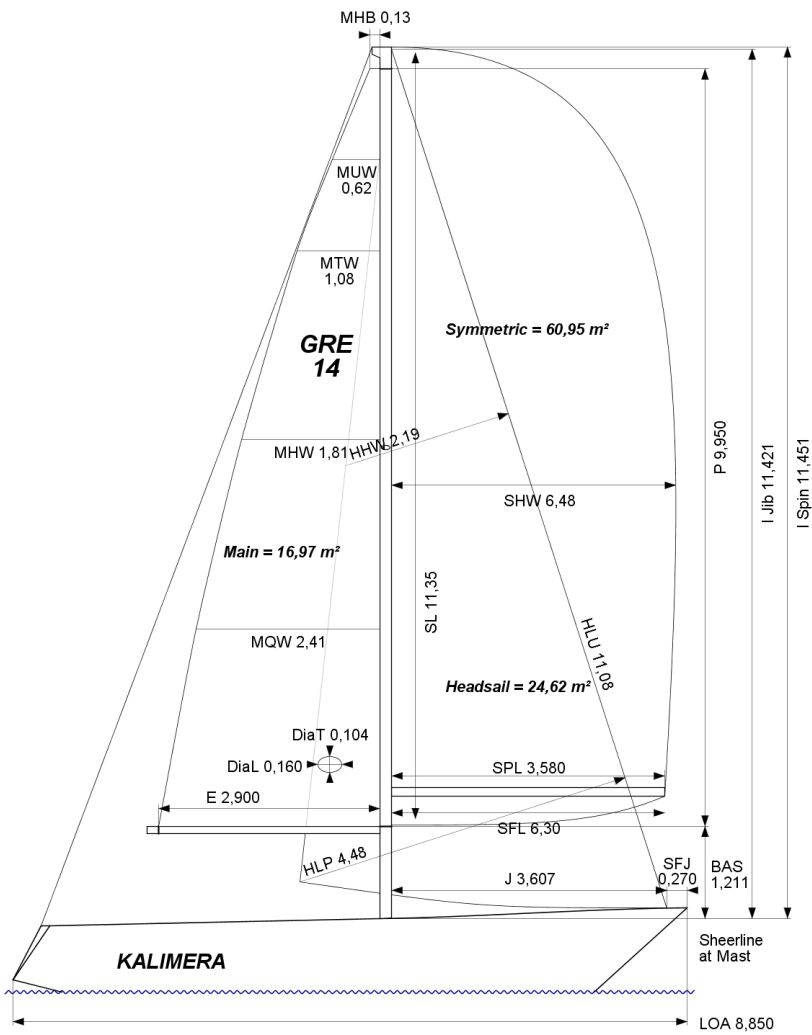 MHB 0,13
MUW
0,62
MTW
1,08
GRE
14
Symmetric = 60,95 m²
MHW 1,81
HHW 2,19
P 9,950
I Jib 11,421
I Spin 11,451
SHW 6,48
Main = 16,97 m²
SL 11,35
MQW 2,41
HLU 11,08
Headsail = 24,62 m²
DiaT 0,104
DiaL 0,160
SPL 3,580
E 2,900
SFL 6,30
HLP 4,48
J 3,607
SFJ
0,270
BAS
1,211
Sheerline
at Mast
KALIMERA
LOA 8,850